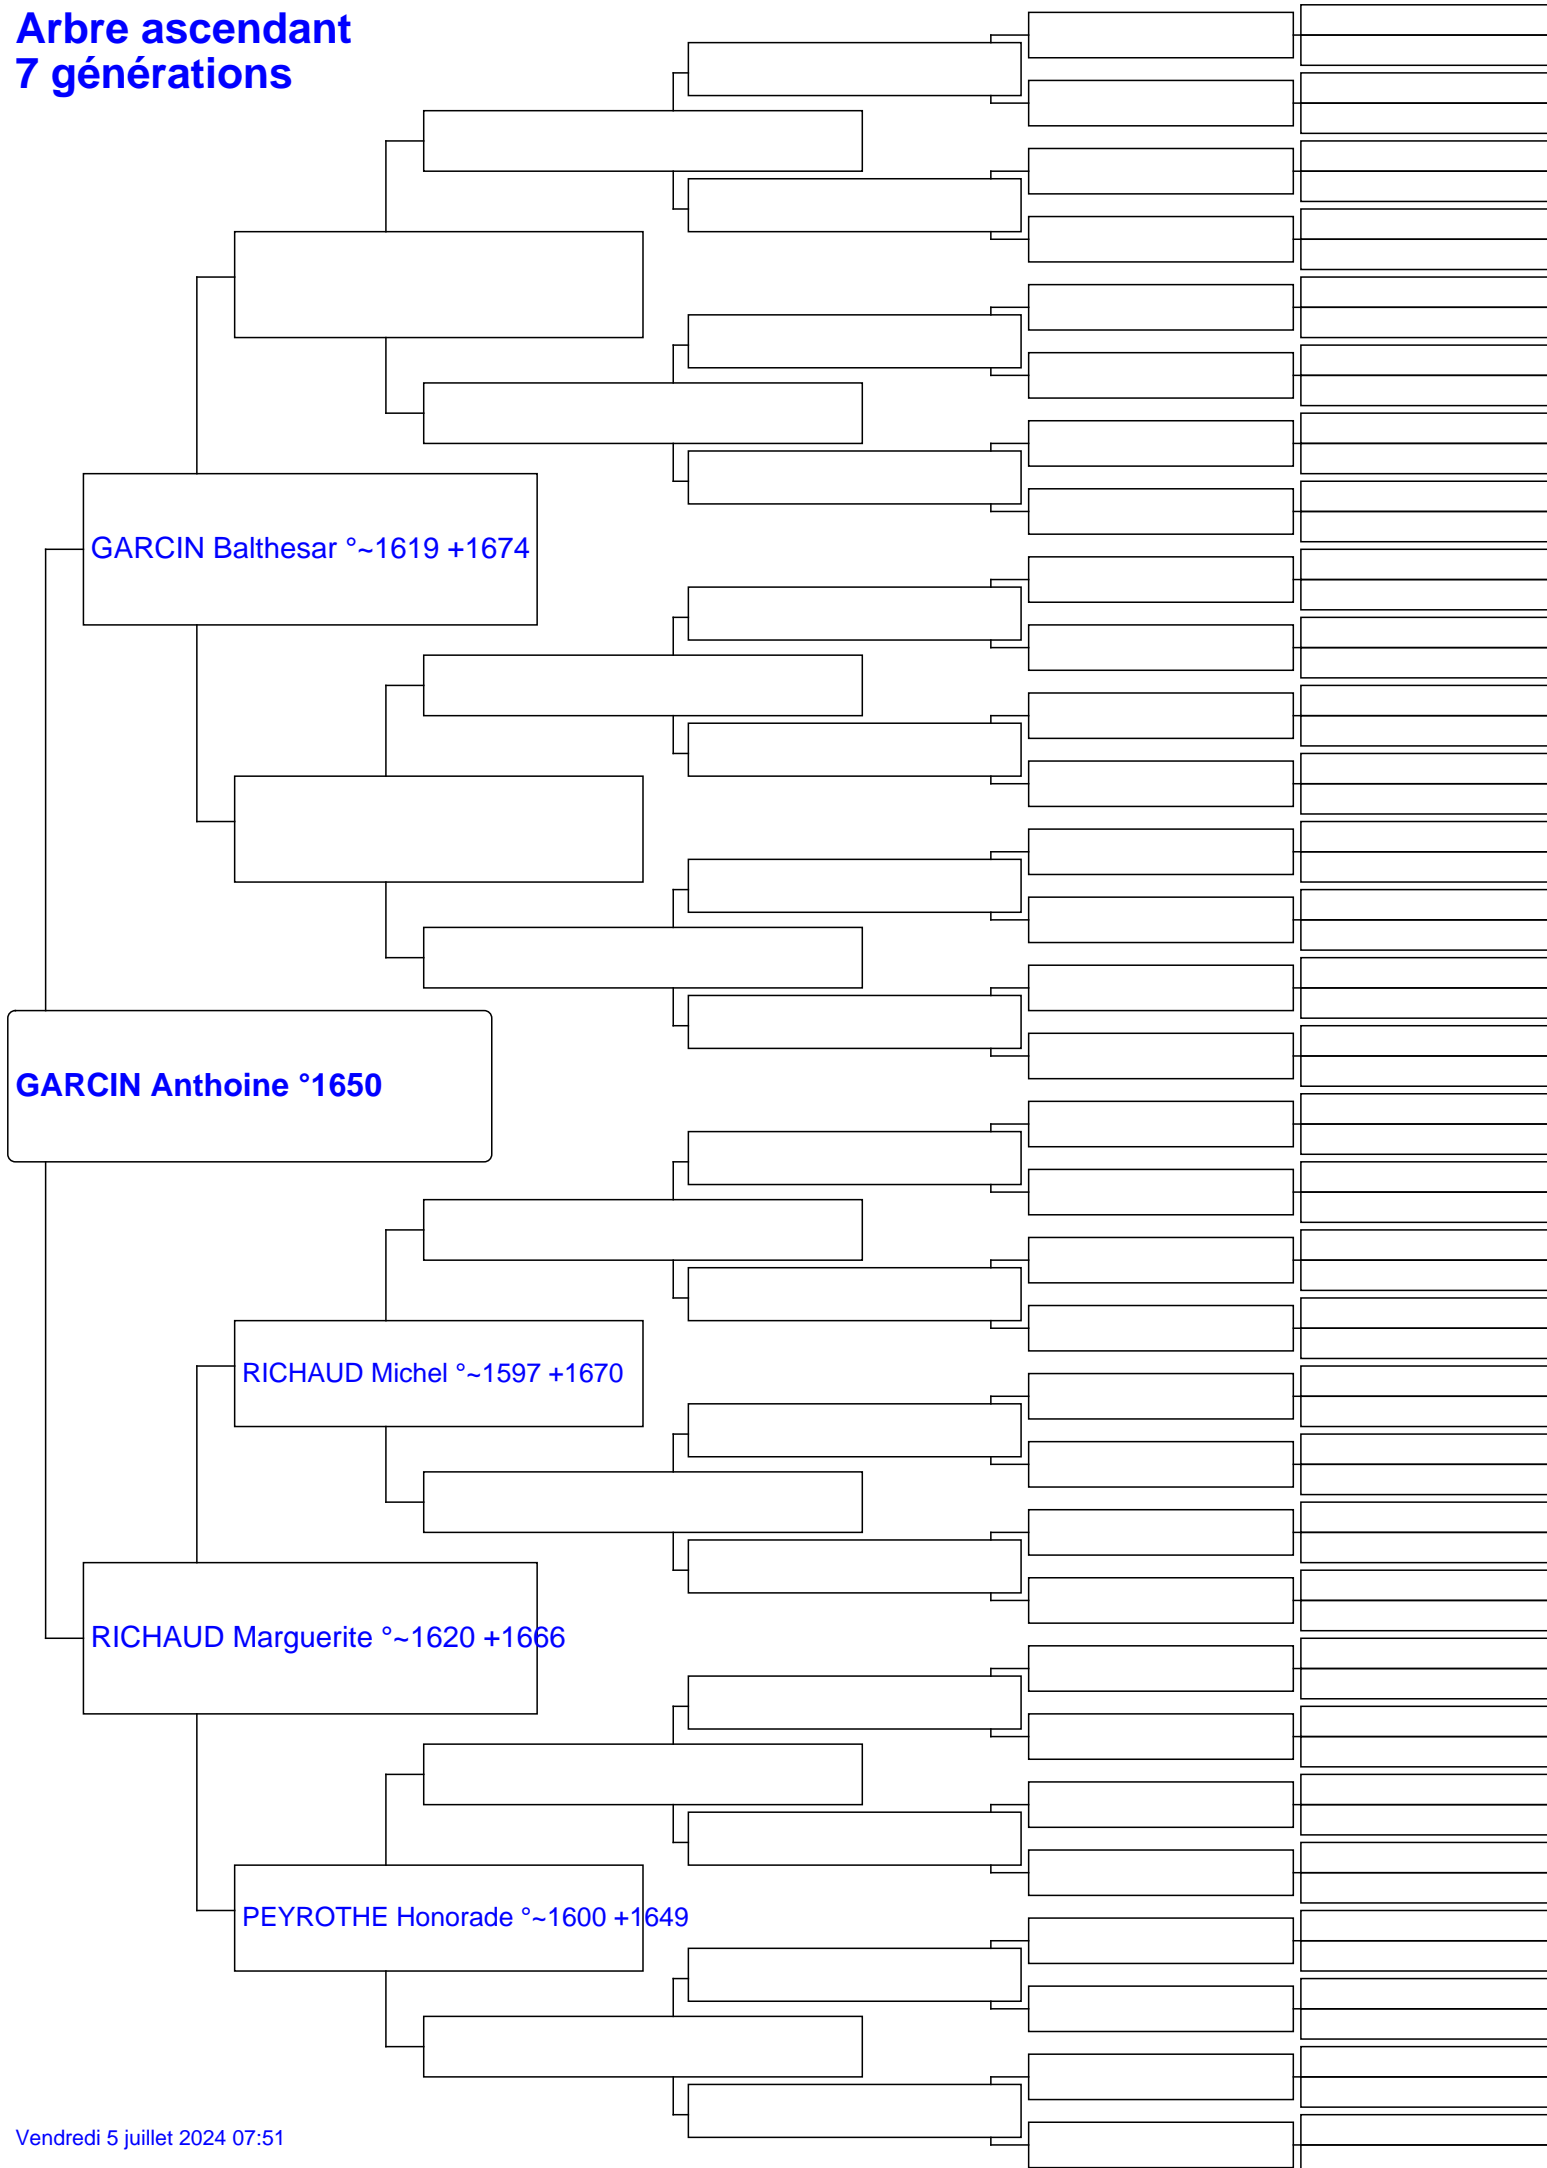 Arbre ascendant
7 générations
GARCIN Balthesar °~1619 +1674
GARCIN Anthoine °1650
RICHAUD Michel °~1597 +1670
RICHAUD Marguerite °~1620 +1666
PEYROTHE Honorade °~1600 +1649
Vendredi 5 juillet 2024 07:51